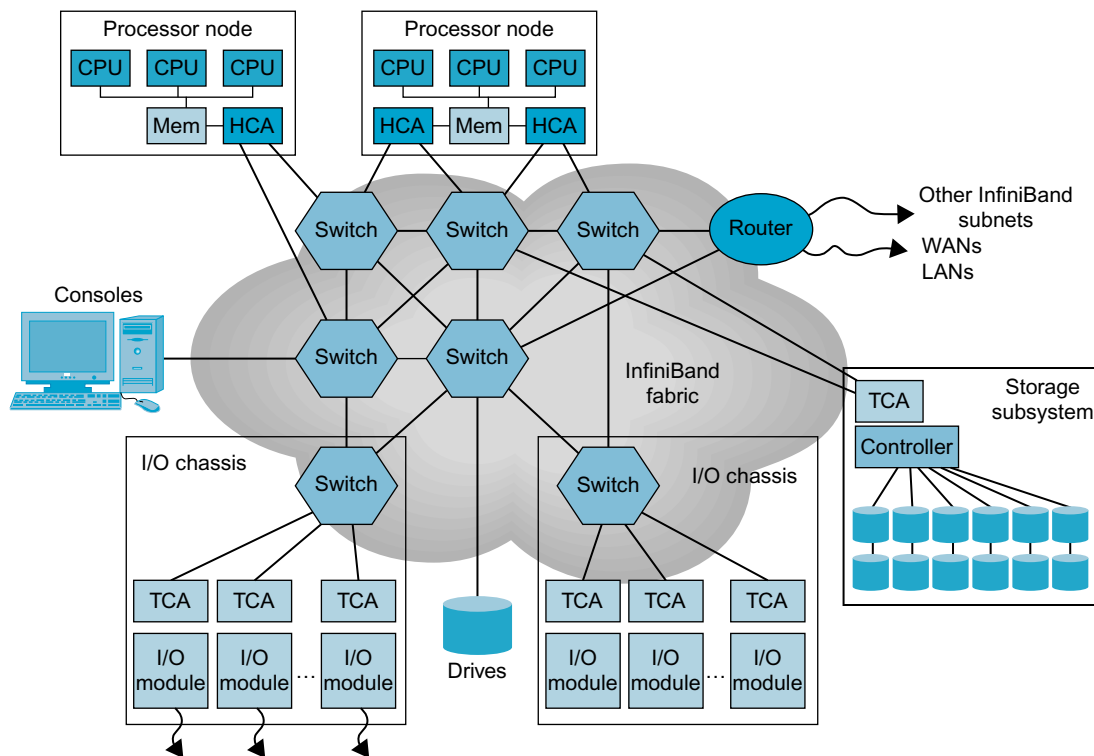 Processor node
CPU CPU CPU
Mem HCA
Processor node
CPU CPU CPU
HCA Mem HCA
Switch Switch Switch Router
Other InfiniBand
subnets
WANs
LANs
Consoles
Switch Switch
InfiniBand
fabric
Storage
subsystem
TCA
Controller
I/O chassis
Switch
Switch
I/O chassis
TCA TCA TCA
I/O
module
I/O
module
...
I/O
module
Drives
TCA TCA TCA
I/O
module
I/O
module
...
I/O
module